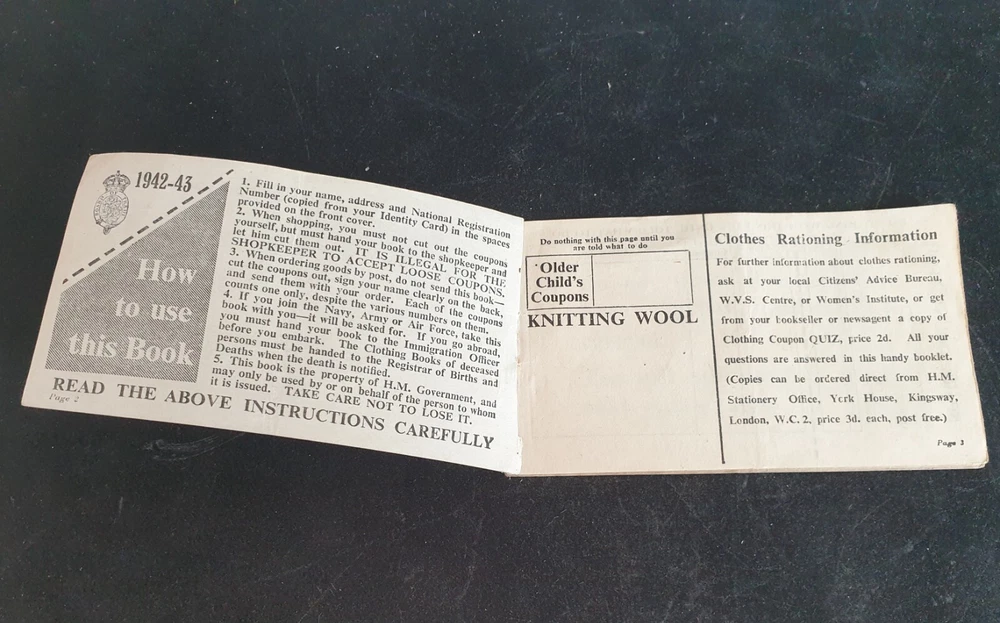 1942-43
How
to use
this Book
1. Fill in your name, address and National Registration
Number (copied from your Identity Card) in the spaces
provided on the front cover.
2. When shopping, you must not cut out the coupons
yourself, but must hand your book to the shopkeeper and
let him cut them out. IT IS ILLEGAL FOR THE
SHOPKEEPER TO ACCEPT LOOSE COUPONS.
3. When ordering goods by post, do not send this book—
cut the coupons out, sign your name clearly on the back,
and send them with your order. Each of the coupons
counts one only, despite the various numbers on them.
4. If you join the Navy, Army or Air Force, take this
book with you—it will be asked for. If you go abroad,
you must hand your book to the Immigration Officer
before you embark. The Clothing Books of deceased
persons must be handed to the Registrar of Births and
Deaths when the death is notified.
5. This book is the property of H.M. Government, and
may only be used by or on behalf of the person to whom
it is issued. TAKE CARE NOT TO LOSE IT.
READ THE ABOVE INSTRUCTIONS CAREFULLY
Page 2
Do nothing with this page until you
are told what to do
Older
Child's
Coupons
KNITTING WOOL
Clothes Rationing Information
For further information about clothes rationing,
ask at your local Citizens' Advice Bureau,
W.V.S. Centre, or Women's Institute, or get
from your bookseller or newsagent a copy of
Clothing Coupon QUIZ, price 2d. All your
questions are answered in this handy booklet.
(Copies can be ordered direct from H.M.
Stationery Office, York House, Kingsway,
London, W.C. 2, price 3d. each, post free.)
Page 3